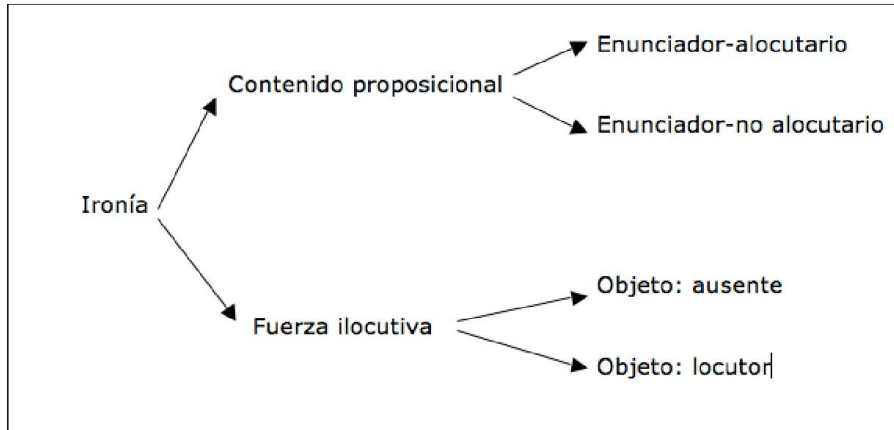 Enunciador-alocutario
Contenido proposicional
Enunciador-no alocutario
Ironía
Objeto: ausente
Fuerza ilocutiva
Objeto: locutor